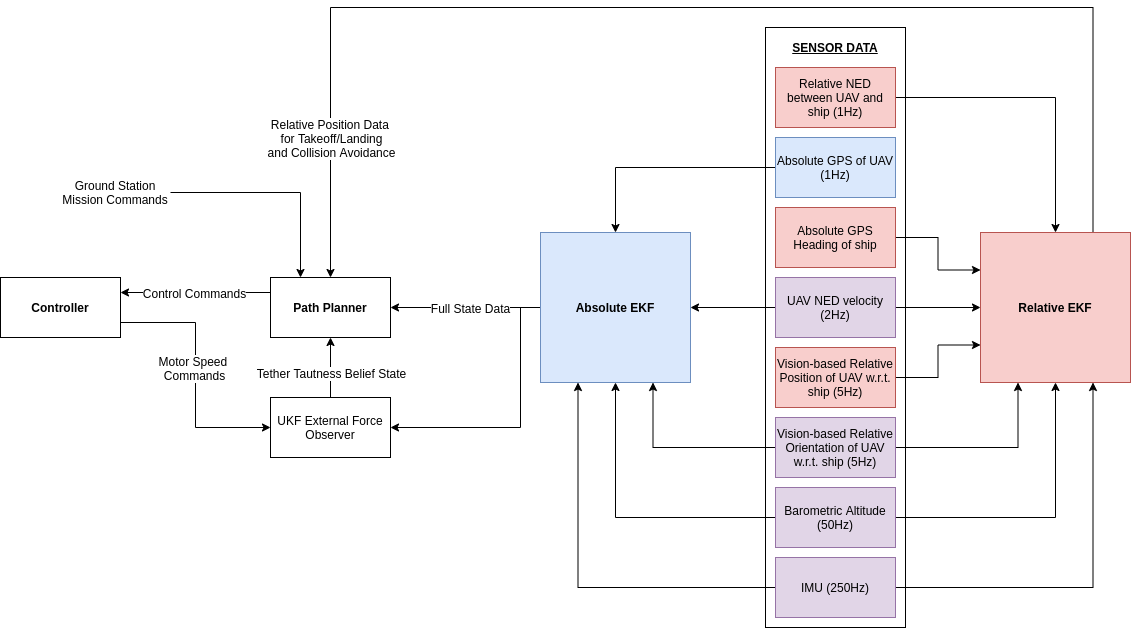 SENSOR DATA
Relative NED
between UAV and
ship (1Hz)
Relative Position Data
for Takeoff/Landing
and Collision Avoidance
Absolute GPS of UAV
(1Hz)
Ground Station
Mission Commands
Absolute GPS
Heading of ship
Controller
Control Commands
Path Planner
Full State Data
Absolute EKF
UAV NED velocity
(2Hz)
Relative EKF
Motor Speed
Commands
Tether Tautness Belief State
Vision-based Relative
Position of UAV w.r.t.
ship (5Hz)
UKF External Force
Observer
Vision-based Relative
Orientation of UAV
w.r.t. ship (5Hz)
Barometric Altitude
(50Hz)
IMU (250Hz)